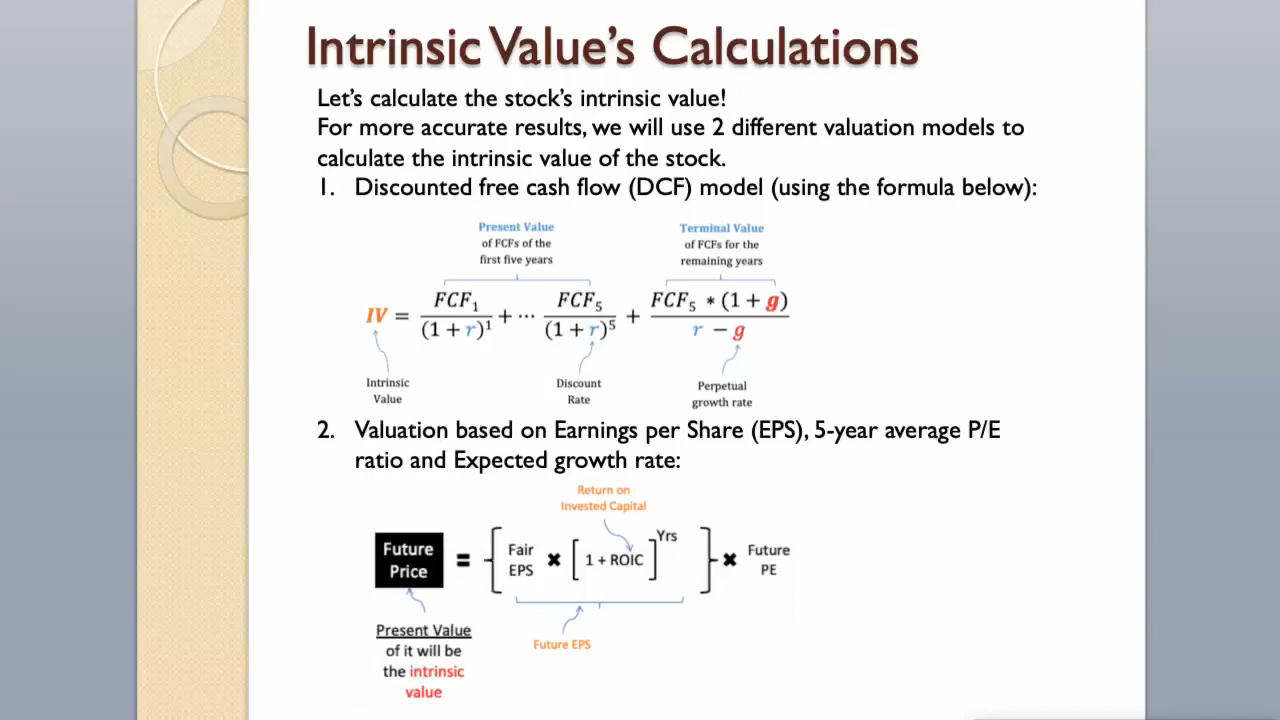 Intrinsic Value's Calculations
Let's calculate the stock's intrinsic value!
For more accurate results, we will use 2 different valuation models to
calculate the intrinsic value of the stock.
1. Discounted free cash flow (DCF) model (using the formula below):
Present Value
of FCFs of the
first five years
Terminal Value
of FCFs for the
remaining years
IV = FCF₁ / (1 + r)¹ + ··· FCF₅ / (1 + r)⁵ + FCF₅ * (1 + g) / r − g
Intrinsic
Value
Discount
Rate
Perpetual
growth rate
2. Valuation based on Earnings per Share (EPS), 5-year average P/E
ratio and Expected growth rate:
Return on
Invested Capital
Future
Price
=
Fair
EPS
×
[1 + ROIC]
Yrs
×
Future
PE
Future EPS
Present Value
of it will be
the intrinsic
value